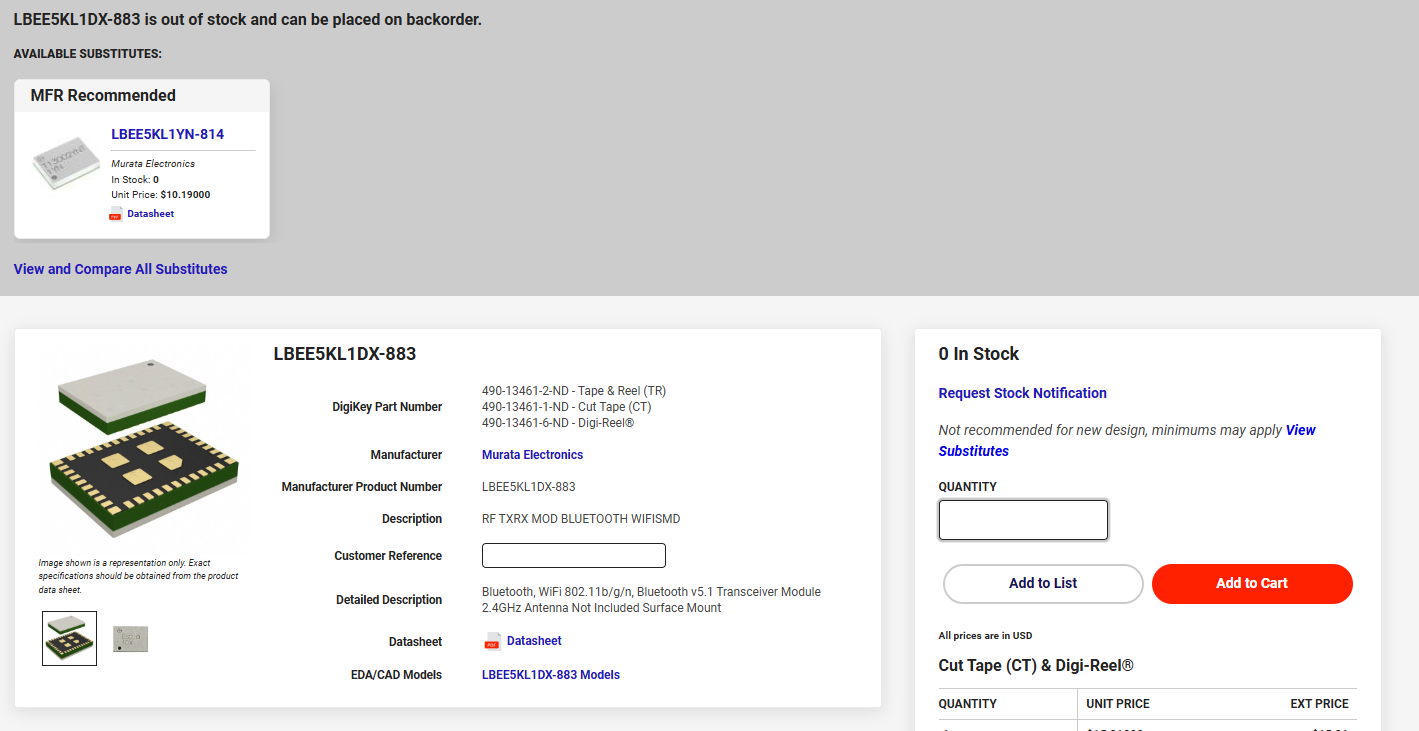 LBEE5KL1DX-883 is out of stock and can be placed on backorder.
AVAILABLE SUBSTITUTES:
MFR Recommended
LBEE5KL1YN-814
Murata Electronics
In Stock: 0
Unit Price: $10.19000
Datasheet
View and Compare All Substitutes
LBEE5KL1DX-883
DigiKey Part Number
490-13461-2-ND - Tape & Reel (TR)
490-13461-1-ND - Cut Tape (CT)
490-13461-6-ND - Digi-Reel®
Manufacturer
Murata Electronics
Manufacturer Product Number
LBEE5KL1DX-883
Description
RF TXRX MOD BLUETOOTH WIFISMD
Customer Reference
Detailed Description
Bluetooth, WiFi 802.11b/g/n, Bluetooth v5.1 Transceiver Module
2.4GHz Antenna Not Included Surface Mount
Datasheet
Datasheet
EDA/CAD Models
LBEE5KL1DX-883 Models
Image shown is a representation only. Exact
specifications should be obtained from the product
data sheet.
0 In Stock
Request Stock Notification
Not recommended for new design, minimums may apply View
Substitutes
QUANTITY
Add to List
Add to Cart
All prices are in USD
Cut Tape (CT) & Digi-Reel®
QUANTITY
UNIT PRICE
EXT PRICE